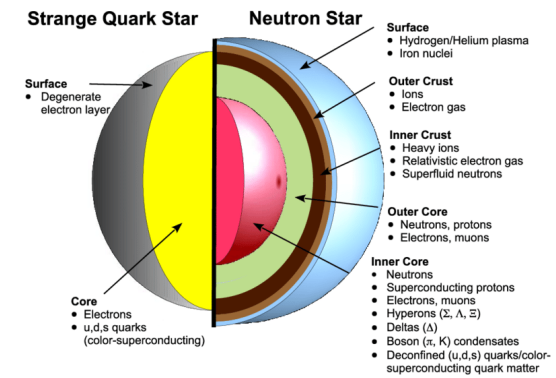 Strange Quark Star
Neutron Star
Surface
• Degenerate
electron layer
Core
• Electrons
• u,d,s quarks
(color-superconducting)
Surface
• Hydrogen/Helium plasma
• Iron nuclei
Outer Crust
• Ions
• Electron gas
Inner Crust
• Heavy ions
• Relativistic electron gas
• Superfluid neutrons
Outer Core
• Neutrons, protons
• Electrons, muons
Inner Core
• Neutrons
• Superconducting protons
• Electrons, muons
• Hyperons (Σ, Λ, Ξ)
• Deltas (Δ)
• Boson (π, K) condensates
• Deconfined (u,d,s) quarks/color-
superconducting quark matter